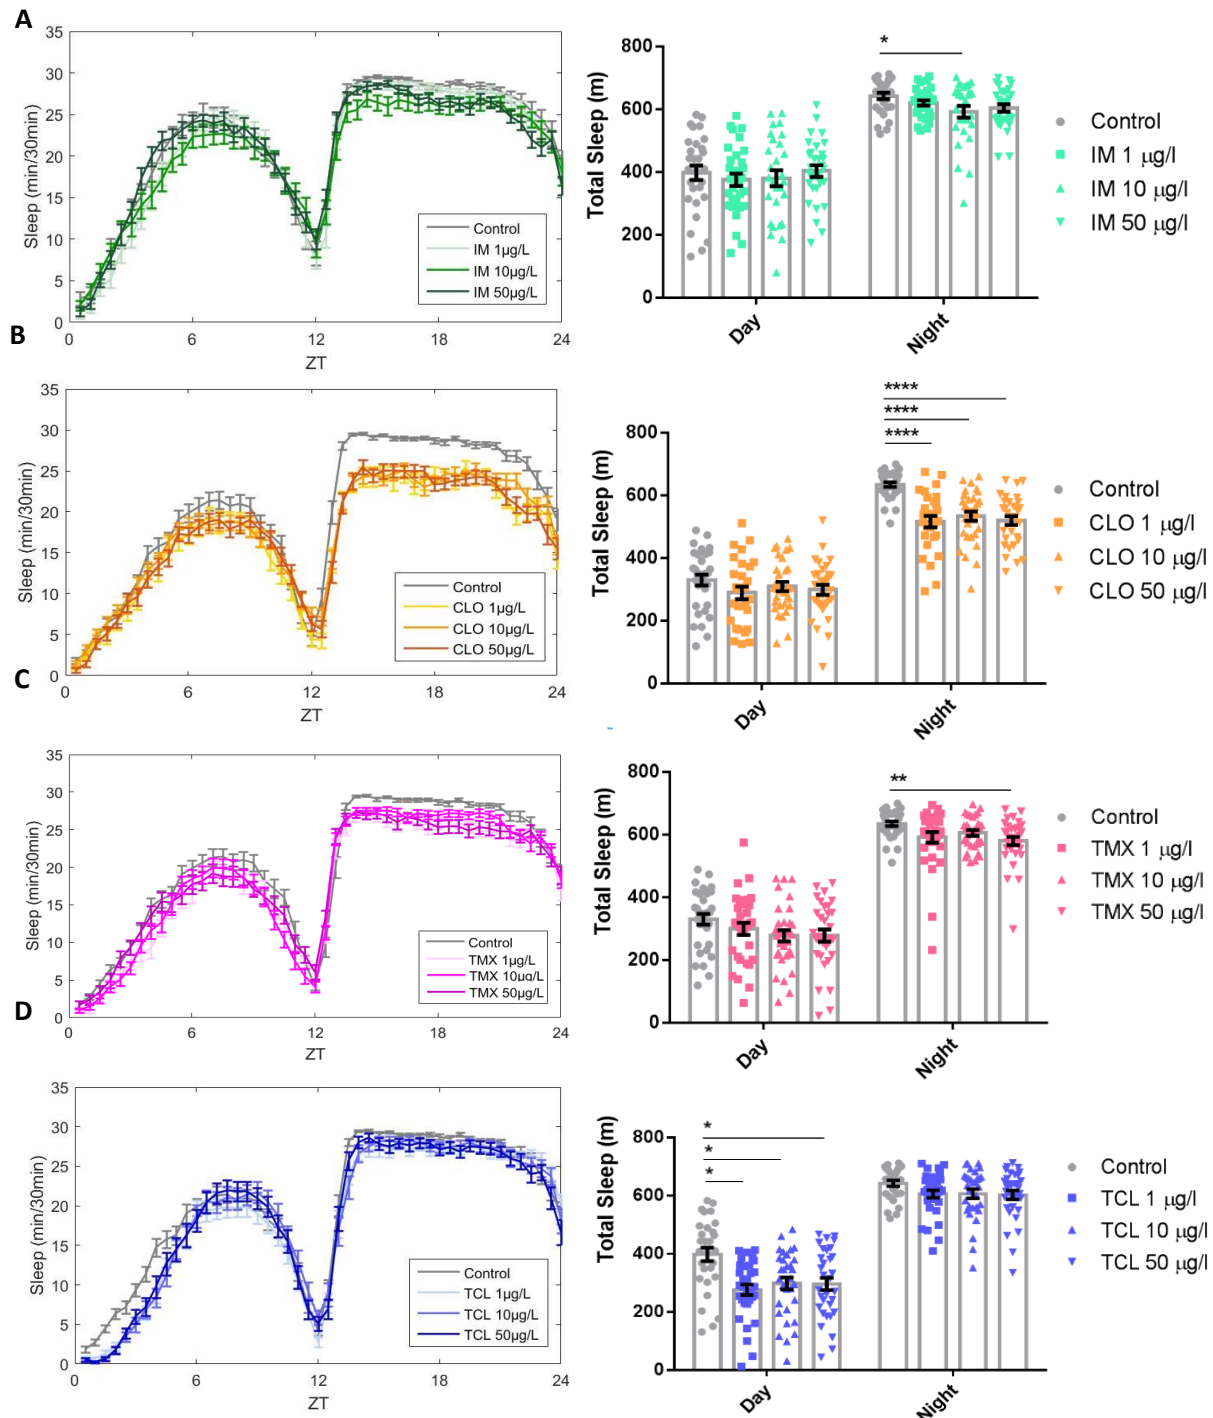 A
35
30
25
20
15
10
5
0
Sleep (min/30min)
0 6 12 18 24
ZT
Control
IM 1µg/L
IM 10µg/L
IM 50µg/L
800
600
400
200
0
Total Sleep (m)
*
Day Night
Control
IM 1 µg/l
IM 10 µg/l
IM 50 µg/l
B
35
30
25
20
15
10
5
0
Sleep (min/30min)
0 6 12 18 24
ZT
Control
CLO 1µg/L
CLO 10µg/L
CLO 50µg/L
800
600
400
200
0
Total Sleep (m)
****
****
****
Day Night
Control
CLO 1 µg/l
CLO 10 µg/l
CLO 50 µg/l
C
35
30
25
20
15
10
5
0
Sleep (min/30min)
0 6 12 18 24
ZT
Control
TMX 1µg/L
TMX 10µg/L
TMX 50µg/L
800
600
400
200
0
Total Sleep (m)
**
Day Night
Control
TMX 1 µg/l
TMX 10 µg/l
TMX 50 µg/l
D
35
30
25
20
15
10
5
0
Sleep (min/30min)
0 6 12 18 24
ZT
Control
TCL 1µg/L
TCL 10µg/L
TCL 50µg/L
800
600
400
200
0
Total Sleep (m)
*
*
*
Day Night
Control
TCL 1 µg/l
TCL 10 µg/l
TCL 50 µg/l